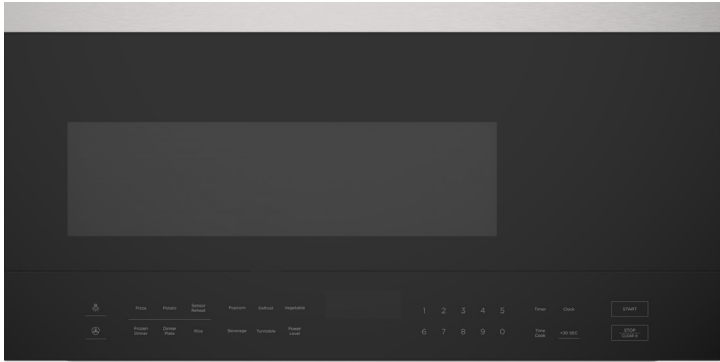 Pizza Potato Sensor Reheat Popcorn Defrost Vegetable
1 2 3 4 5
Timer Clock
START
Frozen Dinner Dinner Plate Rice Beverage Turntable Power Level
6 7 8 9 0
Time Cook +30 SEC
STOP
CLEAR